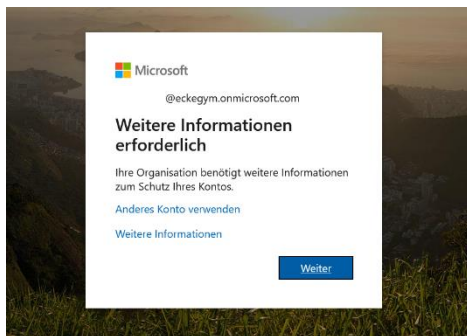 Microsoft
@eckegym.onmicrosoft.com
Weitere Informationen
erforderlich
Ihre Organisation benötigt weitere Informationen
zum Schutz Ihres Kontos.
Anderes Konto verwenden
Weitere Informationen
Weiter